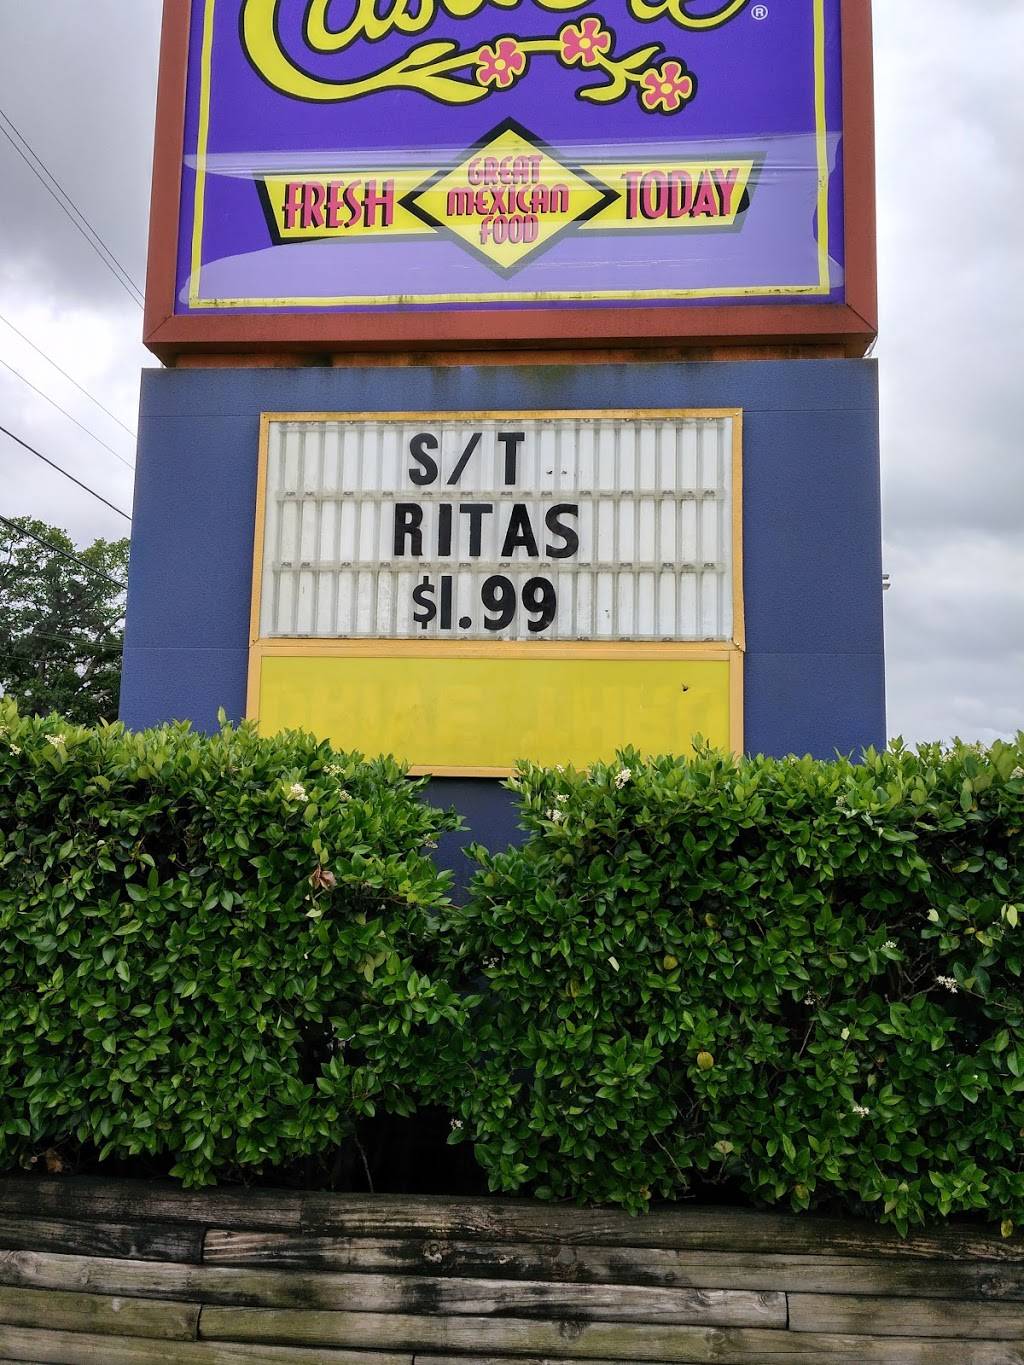 ®
FRESH GREAT MEXICAN FOOD TODAY
S/T
RITAS
$1.99